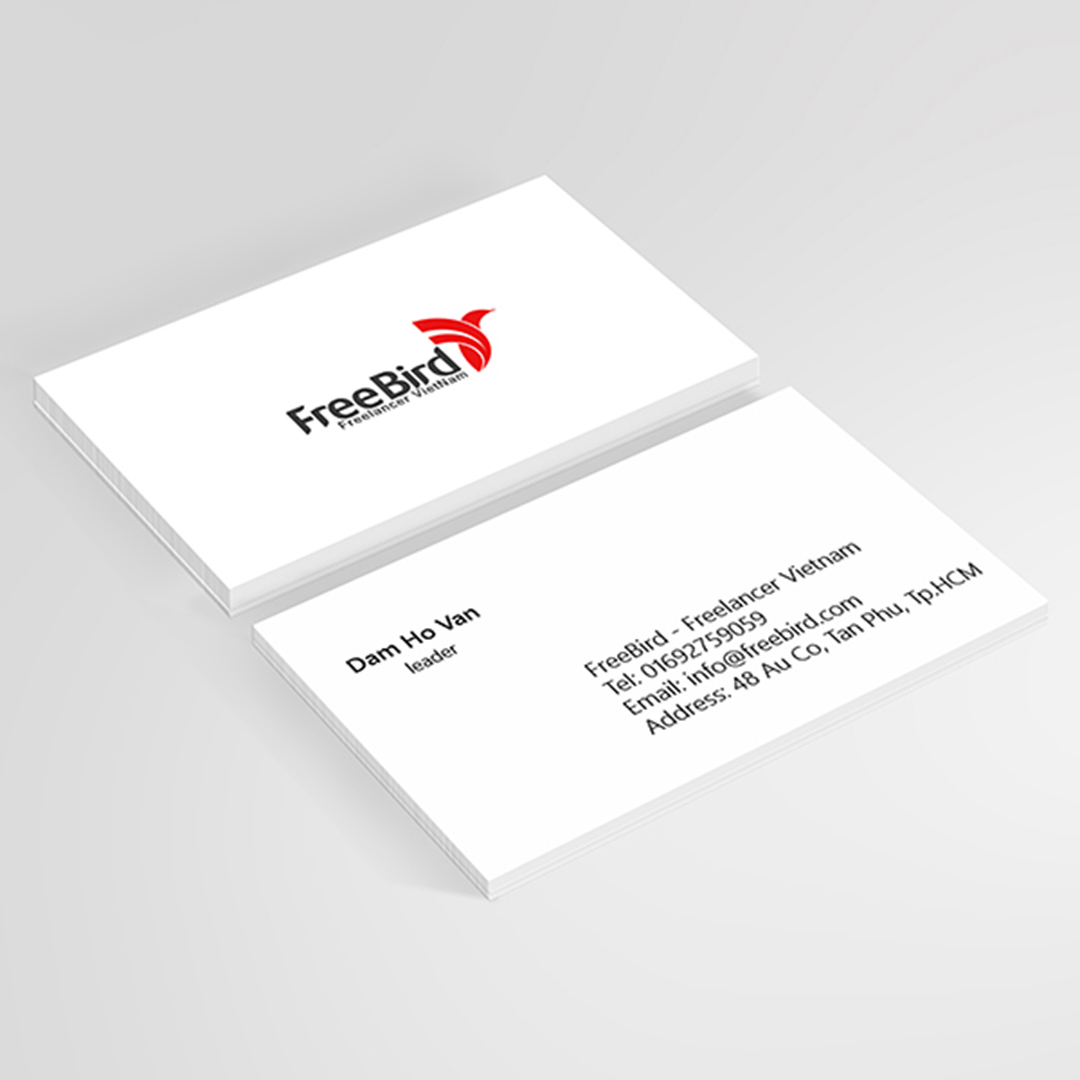 FreeBird
Freelancer VietNam
Dam Ho Van
leader
FreeBird - Freelancer Vietnam
Tel: 01692759059
Email: info@freebird.com
Address: 48 Au Co, Tan Phu, Tp.HCM